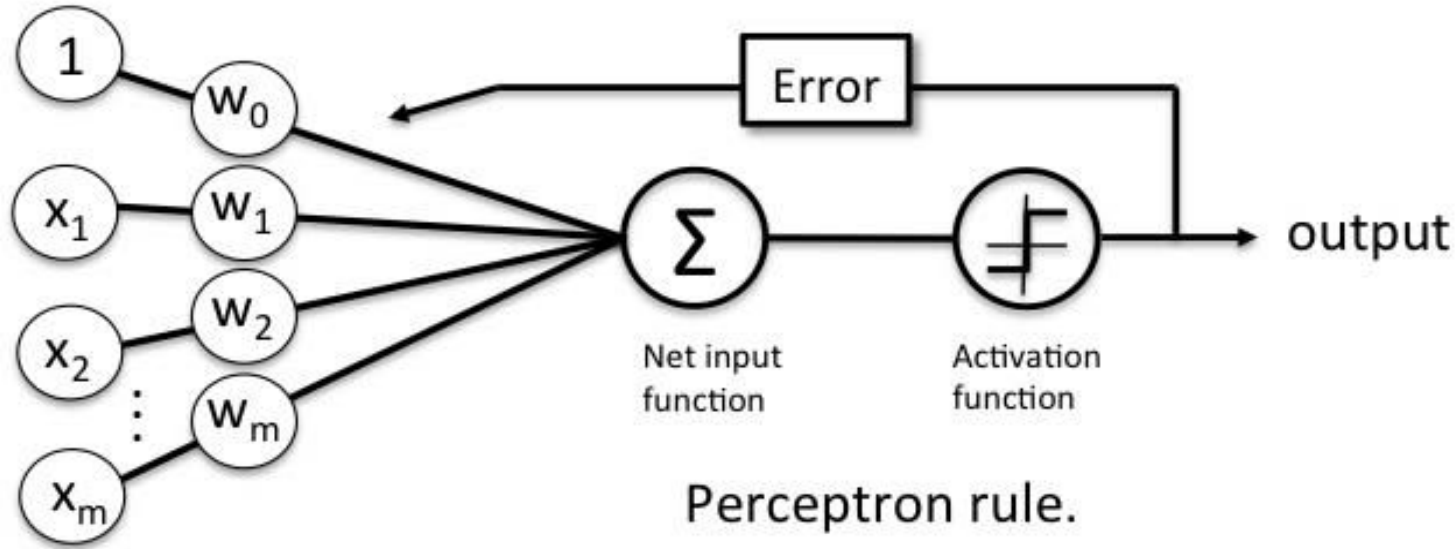 1
w₀
Error
x₁
w₁
Σ
output
x₂
w₂
Net input
function
Activation
function
⋮
wₘ
xₘ
Perceptron rule.